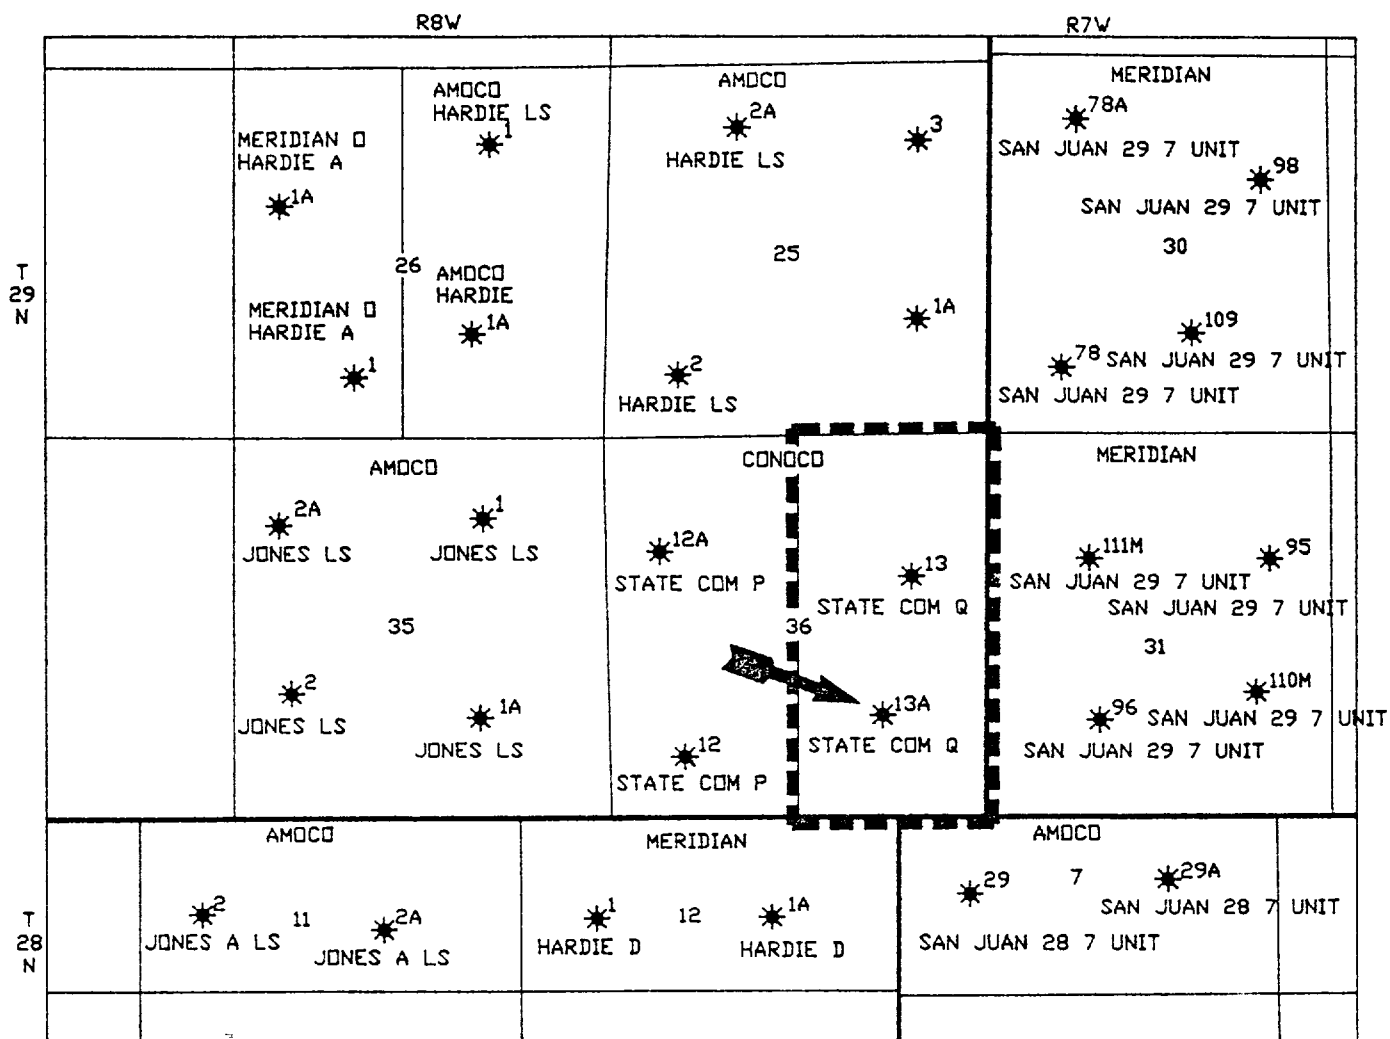 R8W
R7W
T
29
N
MERIDIAN O
HARDIE A
1A
AMOCO
HARDIE LS
1
26
MERIDIAN O
HARDIE A
1
AMOCO
HARDIE
1A
AMOCO
2A
HARDIE LS
3
25
1A
2
HARDIE LS
MERIDIAN
78A
SAN JUAN 29 7 UNIT
98
SAN JUAN 29 7 UNIT
30
109
SAN JUAN 29 7 UNIT
78
SAN JUAN 29 7 UNIT
AMOCO
2A
JONES LS
1
JONES LS
35
2
JONES LS
1A
JONES LS
CONOCO
12A
STATE COM P
13
STATE COM Q
36
13A
STATE COM Q
12
STATE COM P
MERIDIAN
111M
SAN JUAN 29 7 UNIT
95
SAN JUAN 29 7 UNIT
31
110M
SAN JUAN 29 7 UNIT
96
SAN JUAN 29 7 UNIT
T
28
N
AMOCO
2
JONES A LS
11
2A
JONES A LS
MERIDIAN
1
HARDIE D
12
1A
HARDIE D
AMOCO
29
SAN JUAN 28 7 UNIT
7
29A
SAN JUAN 28 7 UNIT